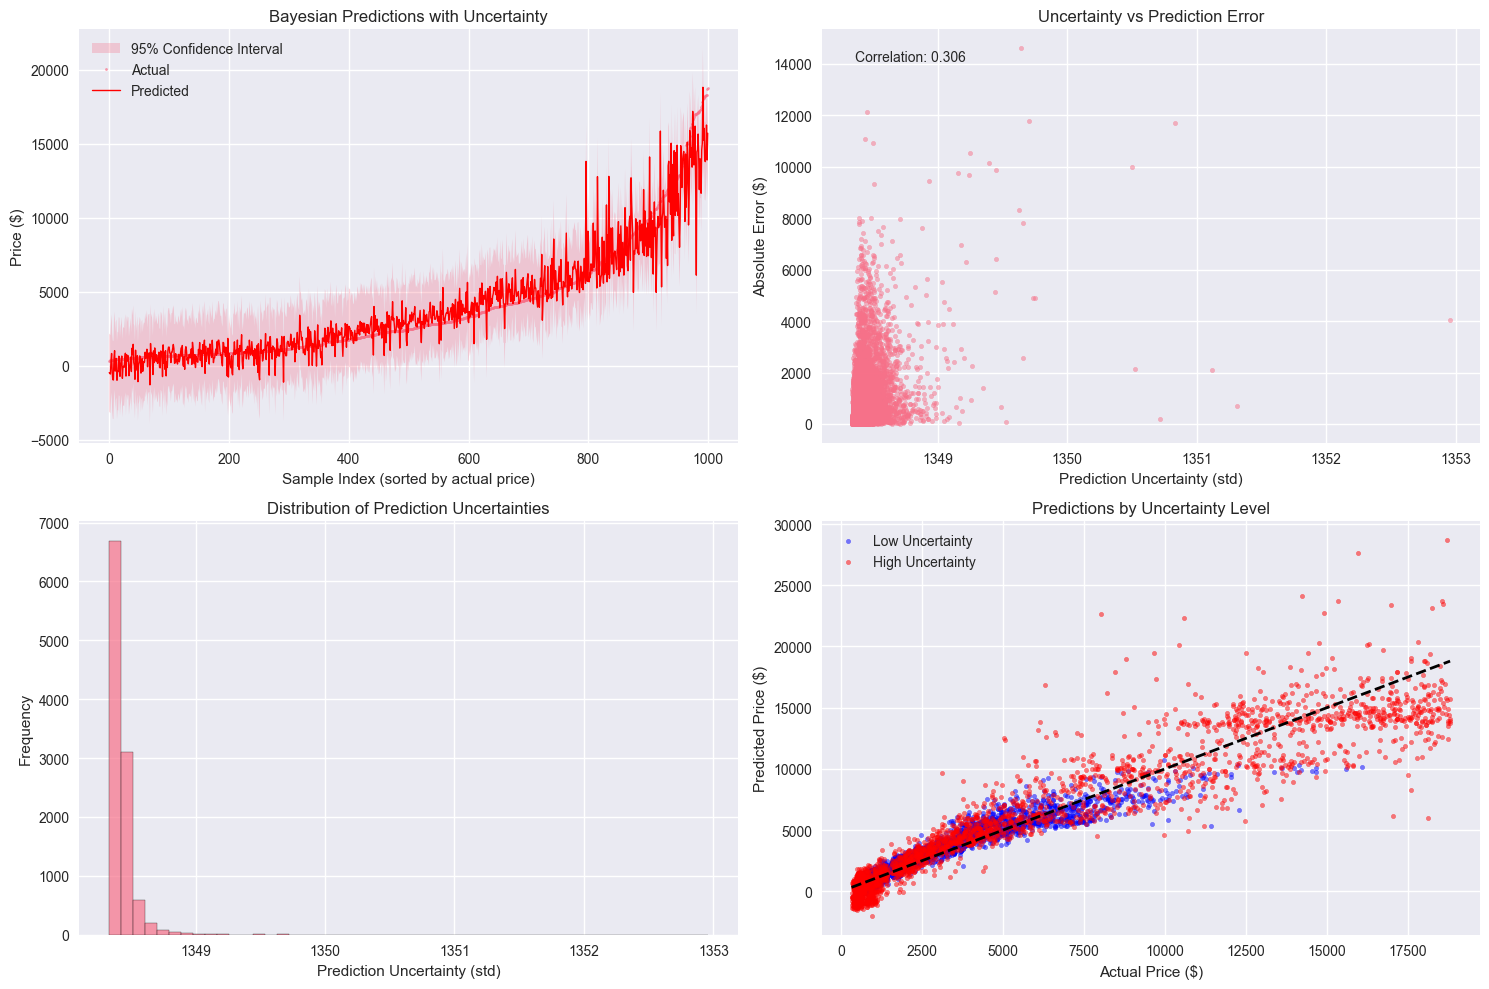 Bayesian Predictions with Uncertainty
95% Confidence Interval
Actual
Predicted
Price ($)
20000
15000
10000
5000
0
−5000
0 200 400 600 800 1000
Sample Index (sorted by actual price)
Uncertainty vs Prediction Error
Correlation: 0.306
Absolute Error ($)
14000
12000
10000
8000
6000
4000
2000
0
1349 1350 1351 1352 1353
Prediction Uncertainty (std)
Distribution of Prediction Uncertainties
Frequency
7000
6000
5000
4000
3000
2000
1000
0
1349 1350 1351 1352 1353
Prediction Uncertainty (std)
Predictions by Uncertainty Level
Low Uncertainty
High Uncertainty
Predicted Price ($)
30000
25000
20000
15000
10000
5000
0
0 2500 5000 7500 10000 12500 15000 17500
Actual Price ($)